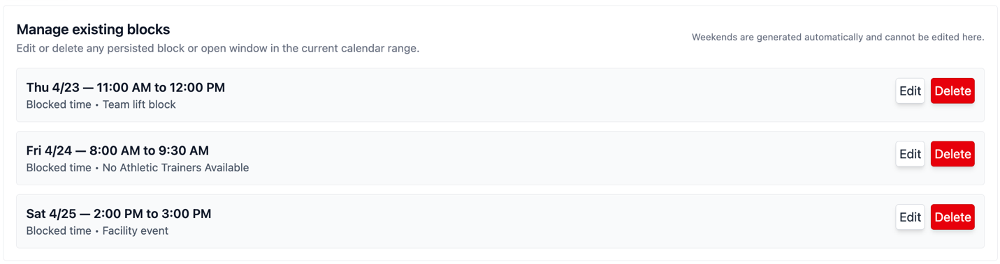 Manage existing blocks
Edit or delete any persisted block or open window in the current calendar range.
Weekends are generated automatically and cannot be edited here.
Thu 4/23 — 11:00 AM to 12:00 PM
Blocked time • Team lift block
Edit
Delete
Fri 4/24 — 8:00 AM to 9:30 AM
Blocked time • No Athletic Trainers Available
Edit
Delete
Sat 4/25 — 2:00 PM to 3:00 PM
Blocked time • Facility event
Edit
Delete